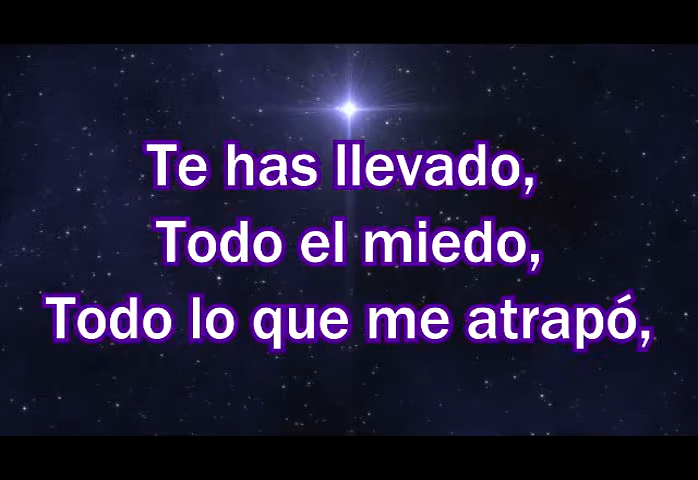 Te has llevado,
Todo el miedo,
Todo lo que me atrapó,